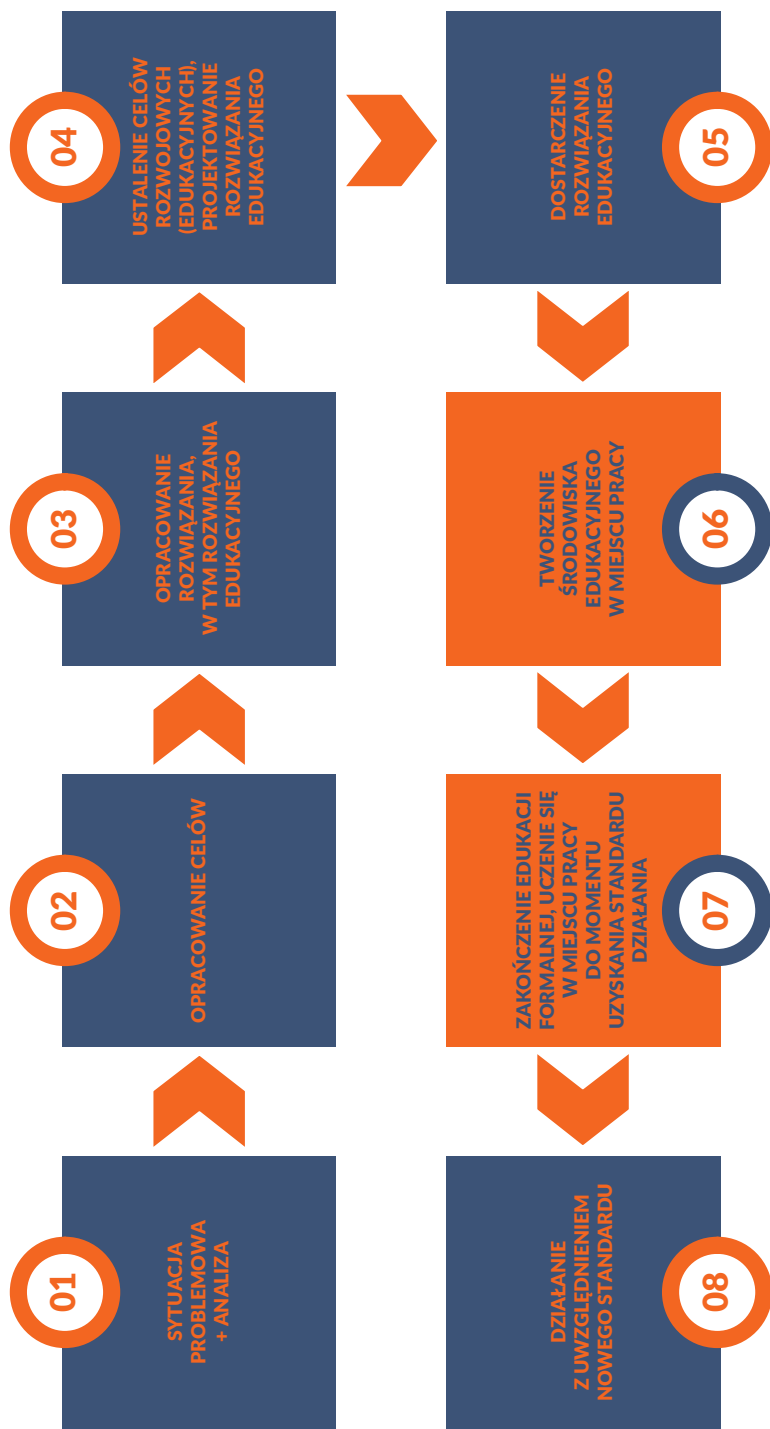 01
SYTUACJA
PROBLEMOWA
+ ANALIZA
02
OPRACOWANIE CELÓW
03
OPRACOWANIE
ROZWIĄZANIA,
W TYM ROZWIĄZANIA
EDUKACYJNEGO
04
USTALENIE CELÓW
ROZWOJOWYCH
(EDUKACYJNYCH),
PROJEKTOWANIE
ROZWIĄZANIA
EDUKACYJNEGO
DOSTARCZENIE
ROZWIĄZANIA
EDUKACYJNEGO
05
TWORZENIE
ŚRODOWISKA
EDUKACYJNEGO
W MIEJSCU PRACY
06
ZAKOŃCZENIE EDUKACJI
FORMALNEJ, UCZENIE SIĘ
W MIEJSCU PRACY
DO MOMENTU
UZYSKANIA STANDARDU
DZIAŁANIA
07
DZIAŁANIE
Z UWZGLĘDNIENIEM
NOWEGO STANDARDU
08